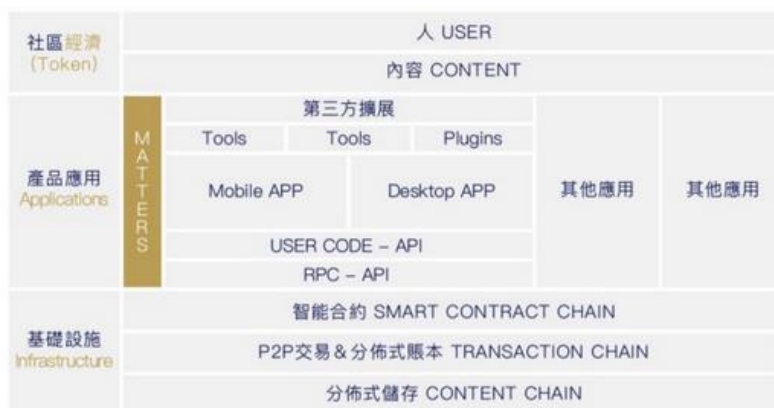 社區經濟
(Token)
人 USER
內容 CONTENT
產品應用
Applications
MATTERS
第三方擴展
Tools
Tools
Plugins
Mobile APP
Desktop APP
USER CODE – API
RPC – API
其他應用
其他應用
基礎設施
Infrastructure
智能合約 SMART CONTRACT CHAIN
P2P交易&分佈式賬本 TRANSACTION CHAIN
分佈式儲存 CONTENT CHAIN